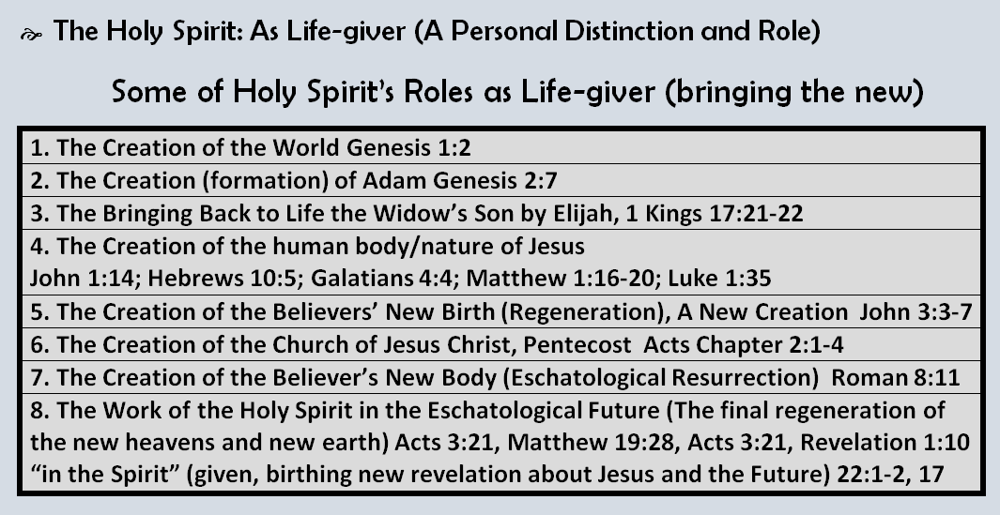 The Holy Spirit: As Life-giver (A Personal Distinction and Role)
Some of Holy Spirit's Roles as Life-giver (bringing the new)
1. The Creation of the World Genesis 1:2
2. The Creation (formation) of Adam Genesis 2:7
3. The Bringing Back to Life the Widow's Son by Elijah, 1 Kings 17:21-22
4. The Creation of the human body/nature of Jesus
John 1:14; Hebrews 10:5; Galatians 4:4; Matthew 1:16-20; Luke 1:35
5. The Creation of the Believers' New Birth (Regeneration), A New Creation John 3:3-7
6. The Creation of the Church of Jesus Christ, Pentecost Acts Chapter 2:1-4
7. The Creation of the Believer's New Body (Eschatological Resurrection) Roman 8:11
8. The Work of the Holy Spirit in the Eschatological Future (The final regeneration of
the new heavens and new earth) Acts 3:21, Matthew 19:28, Acts 3:21, Revelation 1:10
"in the Spirit" (given, birthing new revelation about Jesus and the Future) 22:1-2, 17